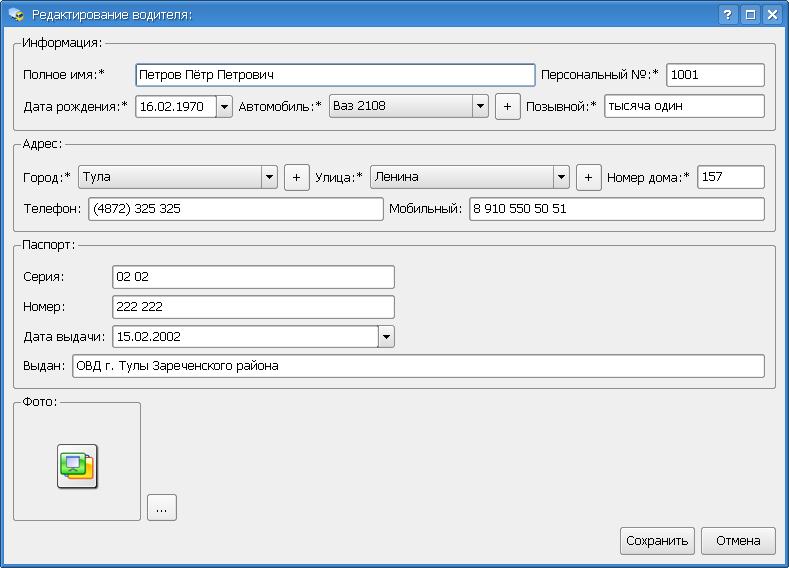 Редактирование водителя:
?
Информация:
Полное имя:* Петров Пётр Петрович Персональный №:* 1001
Дата рождения:* 16.02.1970 Автомобиль:* Ваз 2108 + Позывной:* тысяча один
Адрес:
Город:* Тула + Улица:* Ленина + Номер дома:* 157
Телефон: (4872) 325 325 Мобильный: 8 910 550 50 51
Паспорт:
Серия: 02 02
Номер: 222 222
Дата выдачи: 15.02.2002
Выдан: ОВД г. Тулы Зареченского района
Фото:
...
Сохранить Отмена